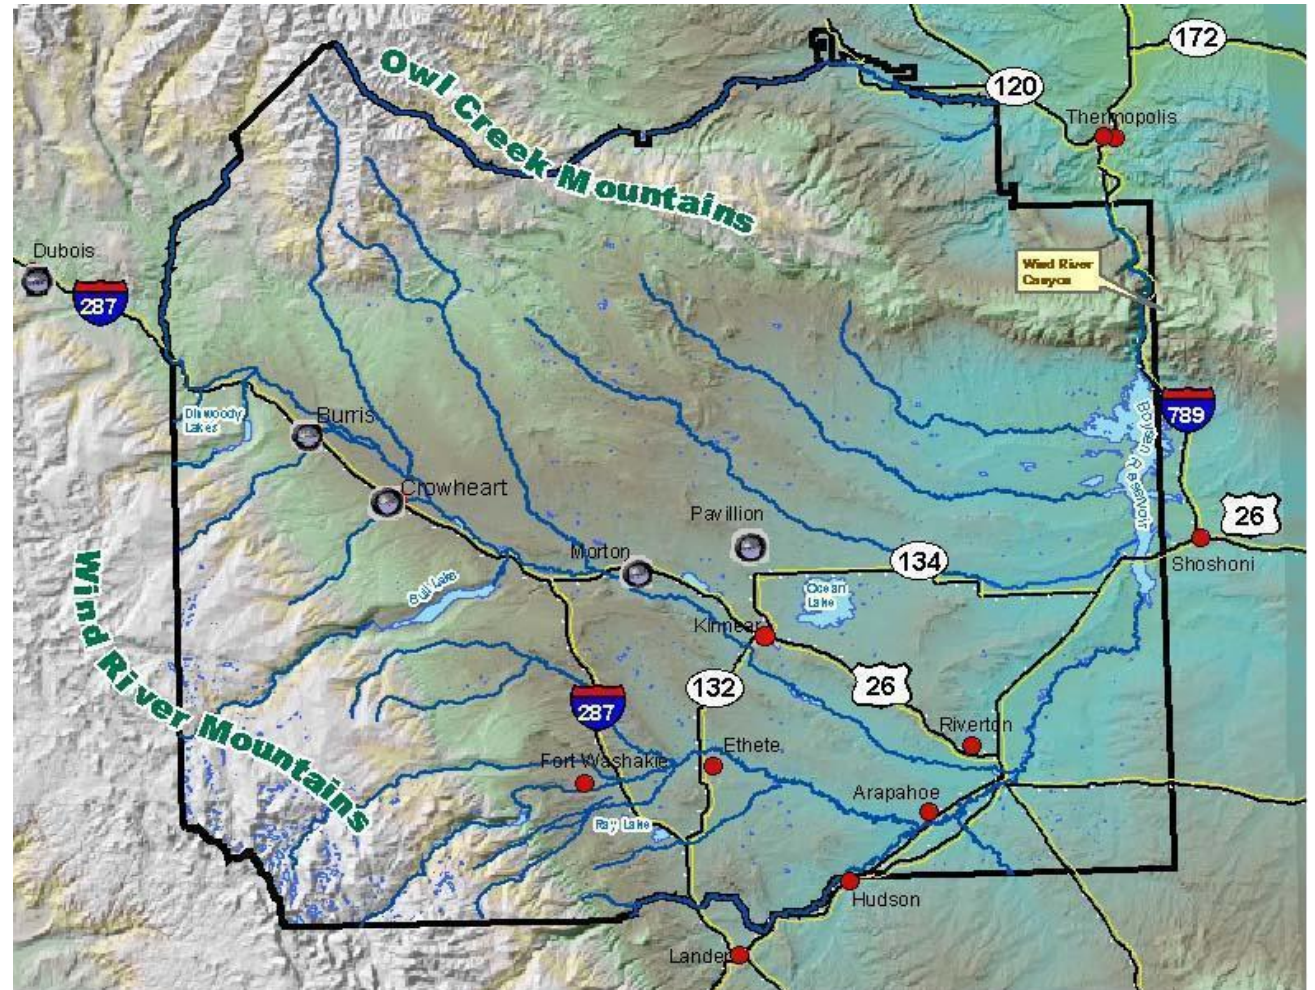 172
120
Owl Creek Mountains
Thermopolis
Dubois
Wind River
Canyon
287
Dinwoody
Lakes
Burris
789
Boysen Reservoir
Crowheart
26
Pavillion
Morton
134
Shoshoni
Bull Lake
Ocean
Lake
Wind River Mountains
Kinnear
132
26
287
Riverton
Ethete
Fort Washakie
Arapahoe
Ray Lake
Hudson
Lander